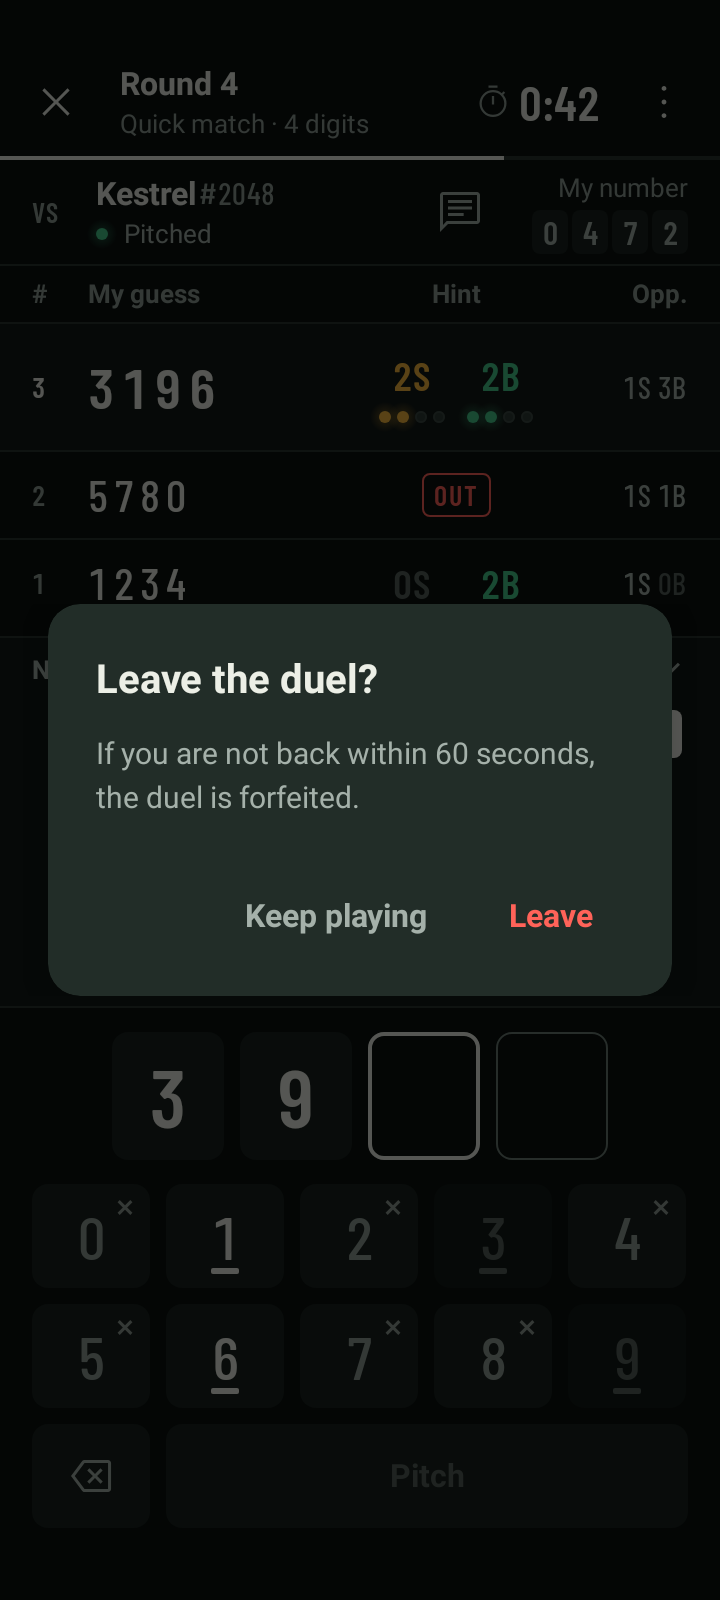 Round 4
Quick match · 4 digits
0:42
VS
Kestrel #2048
Pitched
My number
0 4 7 2
# My guess Hint Opp.
3 3196 2S 2B 1S 3B
2 5780 OUT 1S 1B
1 1234 0S 2B 1S 0B
Leave the duel?
If you are not back within 60 seconds,
the duel is forfeited.
Keep playing Leave
3 9
0 1 2 3 4
5 6 7 8 9
Pitch